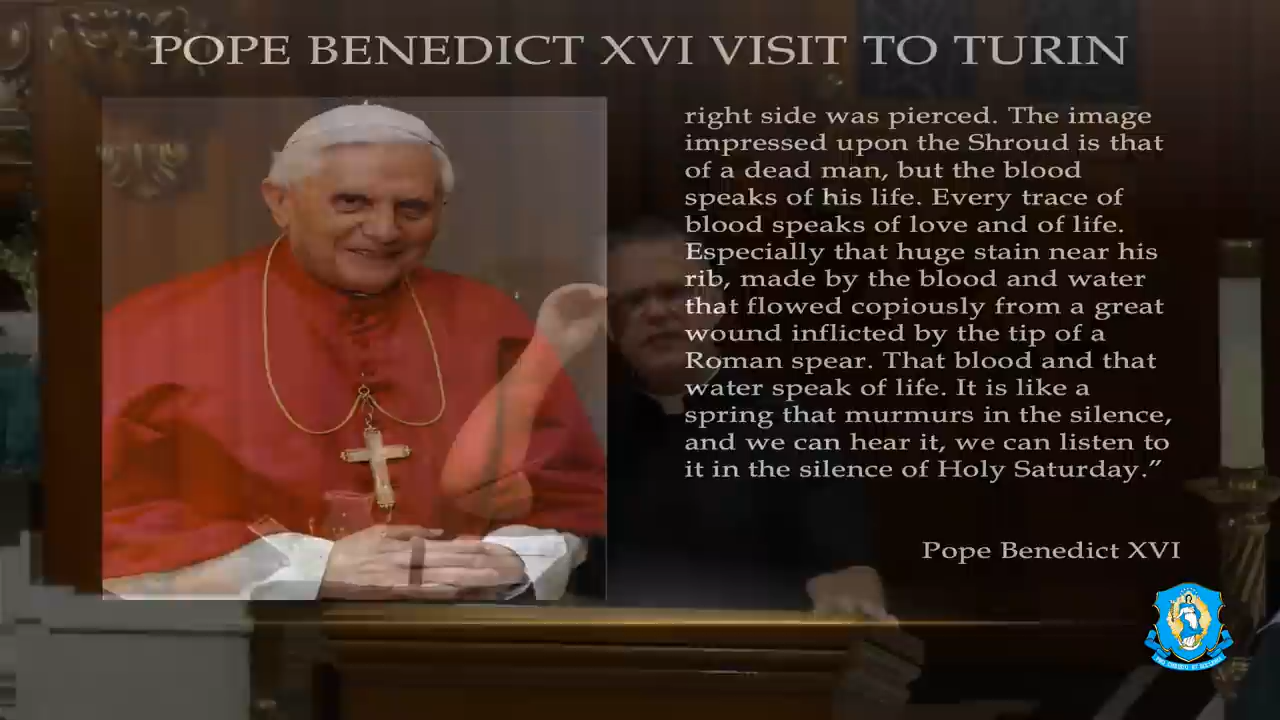 POPE BENEDICT XVI VISIT TO TURIN
right side was pierced. The image
impressed upon the Shroud is that
of a dead man, but the blood
speaks of his life. Every trace of
blood speaks of love and of life.
Especially that huge stain near his
rib, made by the blood and water
that flowed copiously from a great
wound inflicted by the tip of a
Roman spear. That blood and that
water speak of life. It is like a
spring that murmurs in the silence,
and we can hear it, we can listen to
it in the silence of Holy Saturday.”
Pope Benedict XVI